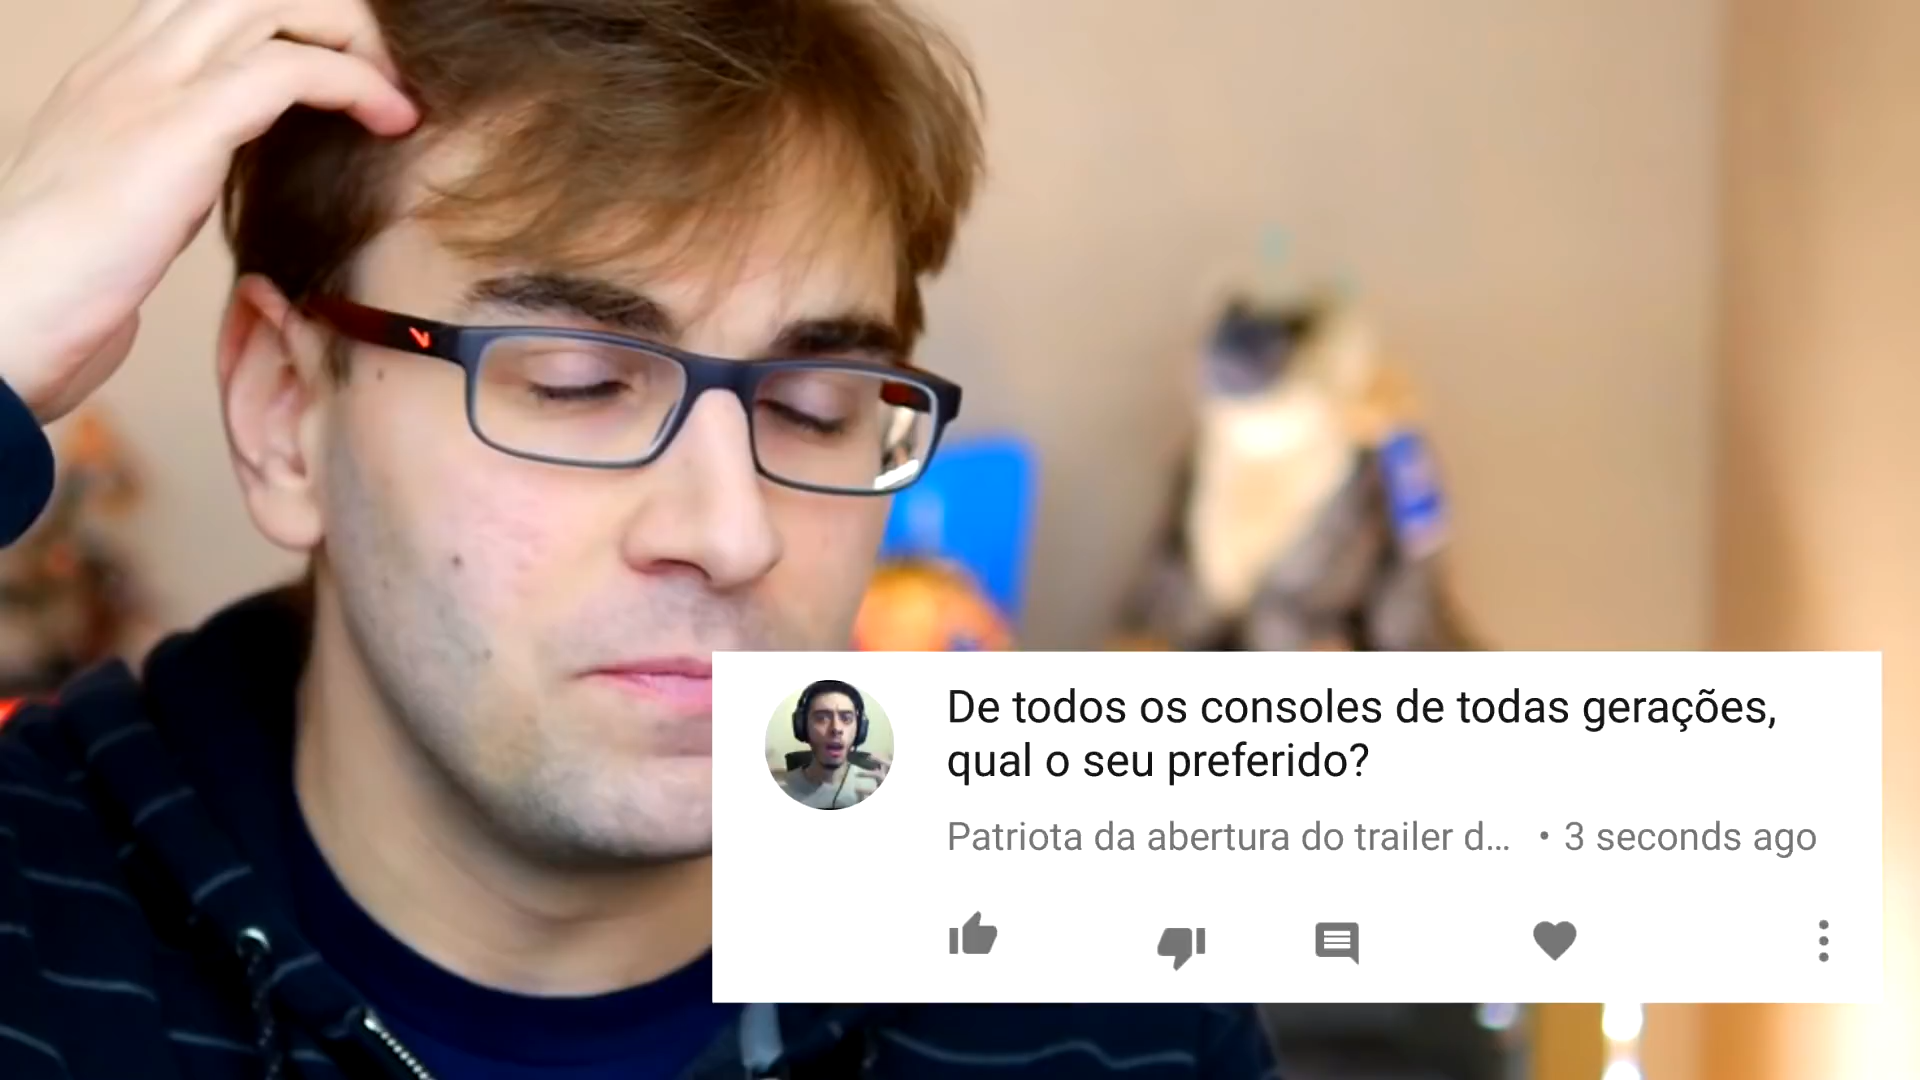 De todos os consoles de todas gerações,
qual o seu preferido?
Patriota da abertura do trailer d... • 3 seconds ago